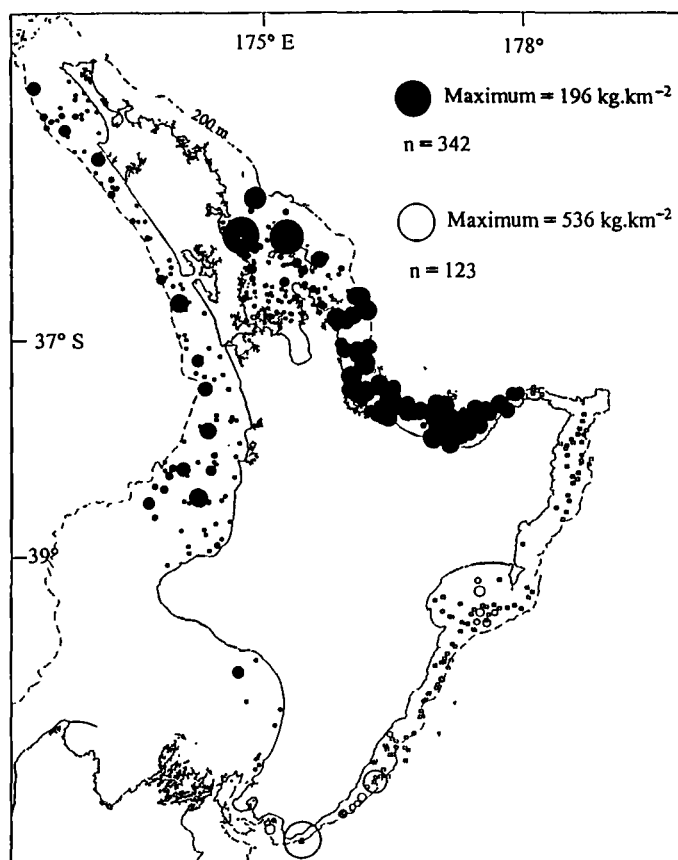 175° E
178°
200 m
Maximum = 196 kg.km⁻²
n = 342
Maximum = 536 kg.km⁻²
n = 123
37° S
39°